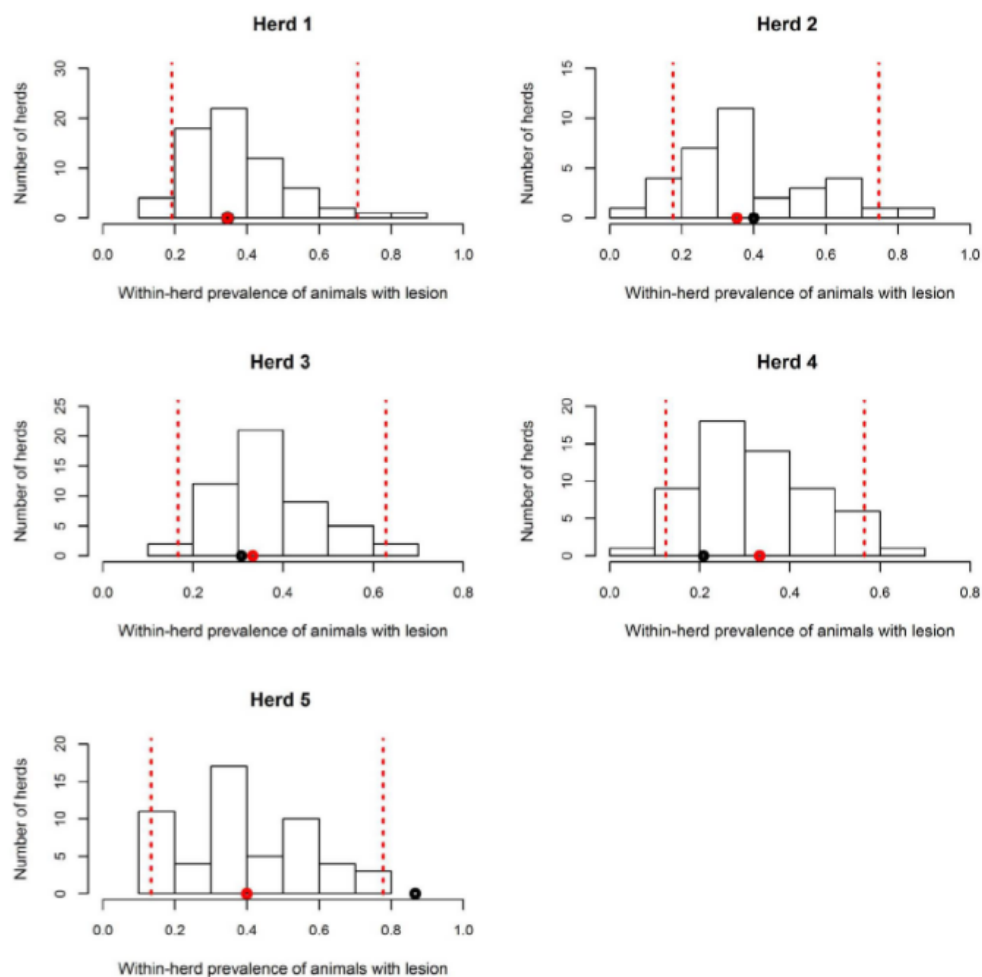 Herd 1
Number of herds
30
20
10
0
0.0 0.2 0.4 0.6 0.8 1.0
Within-herd prevalence of animals with lesion
Herd 2
Number of herds
15
10
5
0
0.0 0.2 0.4 0.6 0.8 1.0
Within-herd prevalence of animals with lesion
Herd 3
Number of herds
25
20
15
10
5
0
0.0 0.2 0.4 0.6 0.8
Within-herd prevalence of animals with lesion
Herd 4
Number of herds
20
15
10
5
0
0.0 0.2 0.4 0.6 0.8
Within-herd prevalence of animals with lesion
Herd 5
Number of herds
20
15
10
5
0
0.0 0.2 0.4 0.6 0.8 1.0
Within-herd prevalence of animals with lesion